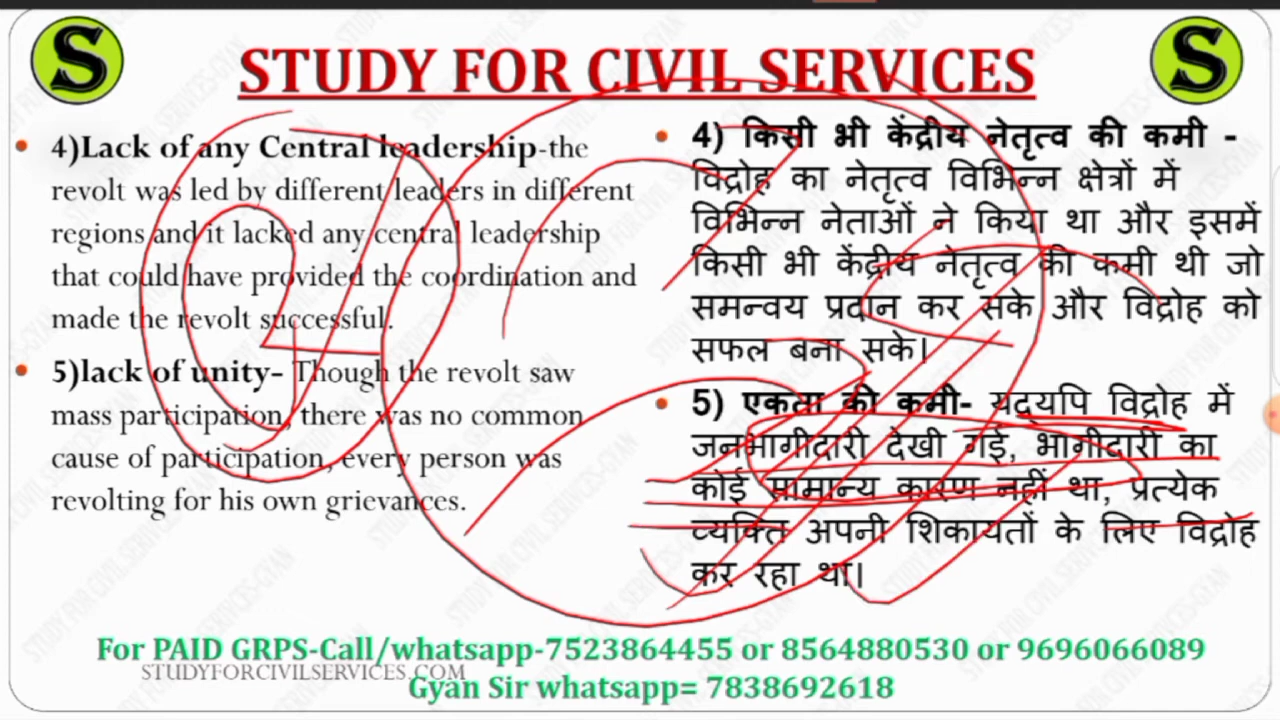 S
STUDY FOR CIVIL SERVICES
S
4)Lack of any Central leadership-the
revolt was led by different leaders in different
regions and it lacked any central leadership
that could have provided the coordination and
made the revolt successful.
5)lack of unity- Though the revolt saw
mass participation, there was no common
cause of participation, every person was
revolting for his own grievances.
4) किसी भी केंद्रीय नेतृत्व की कमी -
विद्रोह का नेतृत्व विभिन्न क्षेत्रों में
विभिन्न नेताओं ने किया था और इसमें
किसी भी केंद्रीय नेतृत्व की कमी थी जो
समन्वय प्रदान कर सके और विद्रोह को
सफल बना सके।
5) एकता की कमी- यद्यपि विद्रोह में
जनभागीदारी देखी गई, भागीदारी का
कोई सामान्य कारण नहीं था, प्रत्येक
व्यक्ति अपनी शिकायतों के लिए विद्रोह
कर रहा था।
For PAID GRPS-Call/whatsapp-7523864455 or 8564880530 or 9696066089
STUDYFORCIVILSERVICES.COM
Gyan Sir whatsapp= 7838692618